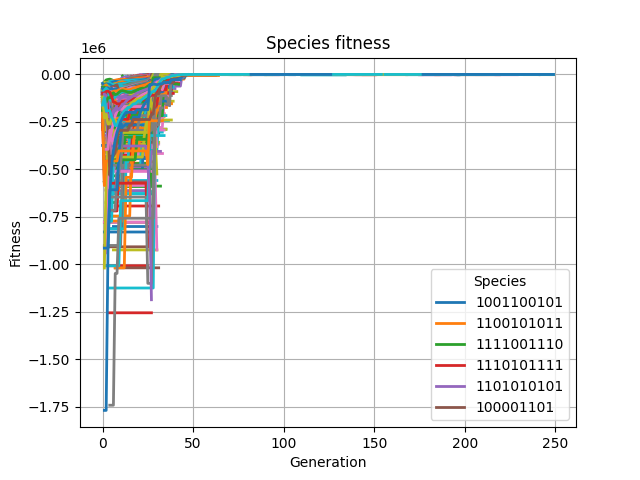 Species fitness
1e6
0.00
−0.25
−0.50
−0.75
−1.00
−1.25
−1.50
−1.75
Fitness
0 50 100 150 200 250
Generation
Species
1001100101
1100101011
1111001110
1110101111
1101010101
100001101